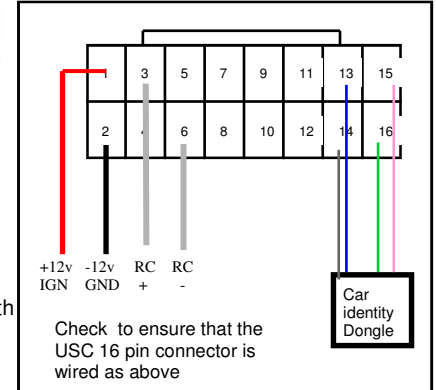 1 3 5 7 9 11 13 15
2 4 6 8 10 12 14 16
+12v -12v RC RC
IGN GND + -
th
Car
identity
Dongle
Check to ensure that the
USC 16 pin connector is
wired as above